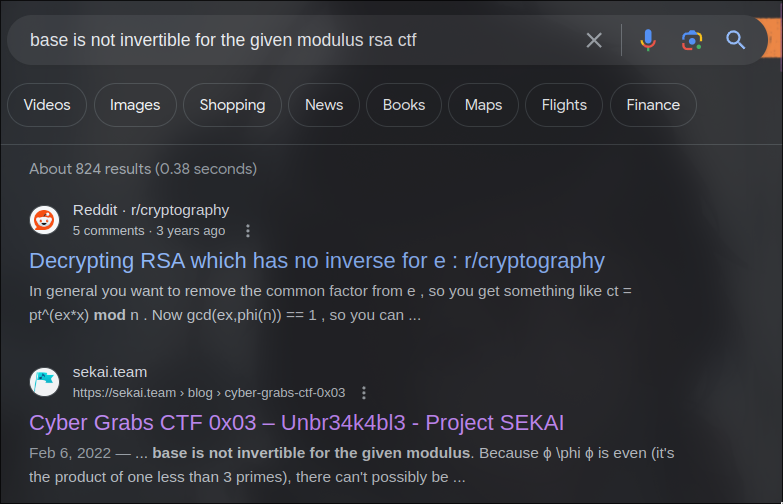 base is not invertible for the given modulus rsa ctf
Videos Images Shopping News Books Maps Flights Finance
About 824 results (0.38 seconds)
Reddit · r/cryptography
5 comments · 3 years ago
Decrypting RSA which has no inverse for e : r/cryptography
In general you want to remove the common factor from e , so you get something like ct =
pt^(ex*x) mod n . Now gcd(ex,phi(n)) == 1 , so you can ...
sekai.team
https://sekai.team › blog › cyber-grabs-ctf-0x03
Cyber Grabs CTF 0x03 – Unbr34k4bl3 - Project SEKAI
Feb 6, 2022 — ... base is not invertible for the given modulus. Because ϕ \phi ϕ is even (it's
the product of one less than 3 primes), there can't possibly be ...